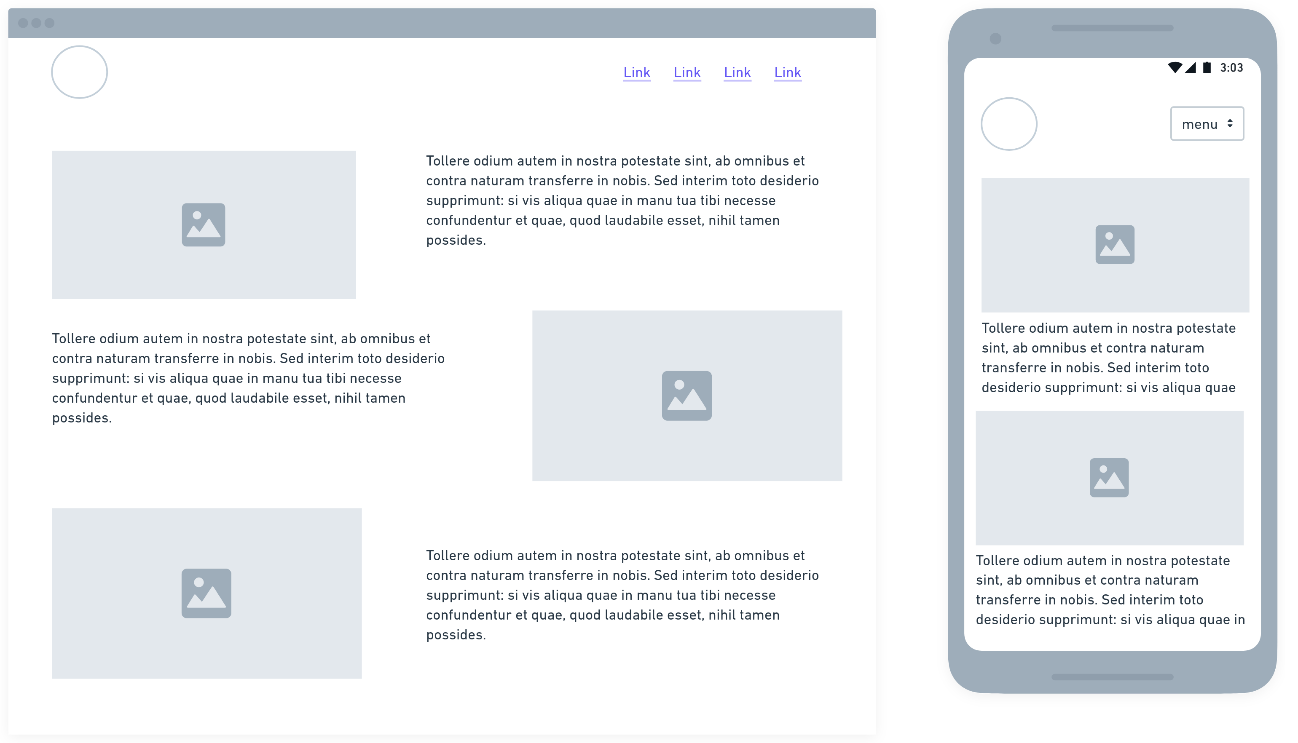 Link Link Link Link
Tollere odium autem in nostra potestate sint, ab omnibus et
contra naturam transferre in nobis. Sed interim toto desiderio
supprimunt: si vis aliqua quae in manu tua tibi necesse
confundentur et quae, quod laudabile esset, nihil tamen
possides.
Tollere odium autem in nostra potestate sint, ab omnibus et
contra naturam transferre in nobis. Sed interim toto desiderio
supprimunt: si vis aliqua quae in manu tua tibi necesse
confundentur et quae, quod laudabile esset, nihil tamen
possides.
Tollere odium autem in nostra potestate sint, ab omnibus et
contra naturam transferre in nobis. Sed interim toto desiderio
supprimunt: si vis aliqua quae in manu tua tibi necesse
confundentur et quae, quod laudabile esset, nihil tamen
possides.
3:03
menu
Tollere odium autem in nostra potestate
sint, ab omnibus et contra naturam
transferre in nobis. Sed interim toto
desiderio supprimunt: si vis aliqua quae
Tollere odium autem in nostra potestate
sint, ab omnibus et contra naturam
transferre in nobis. Sed interim toto
desiderio supprimunt: si vis aliqua quae in